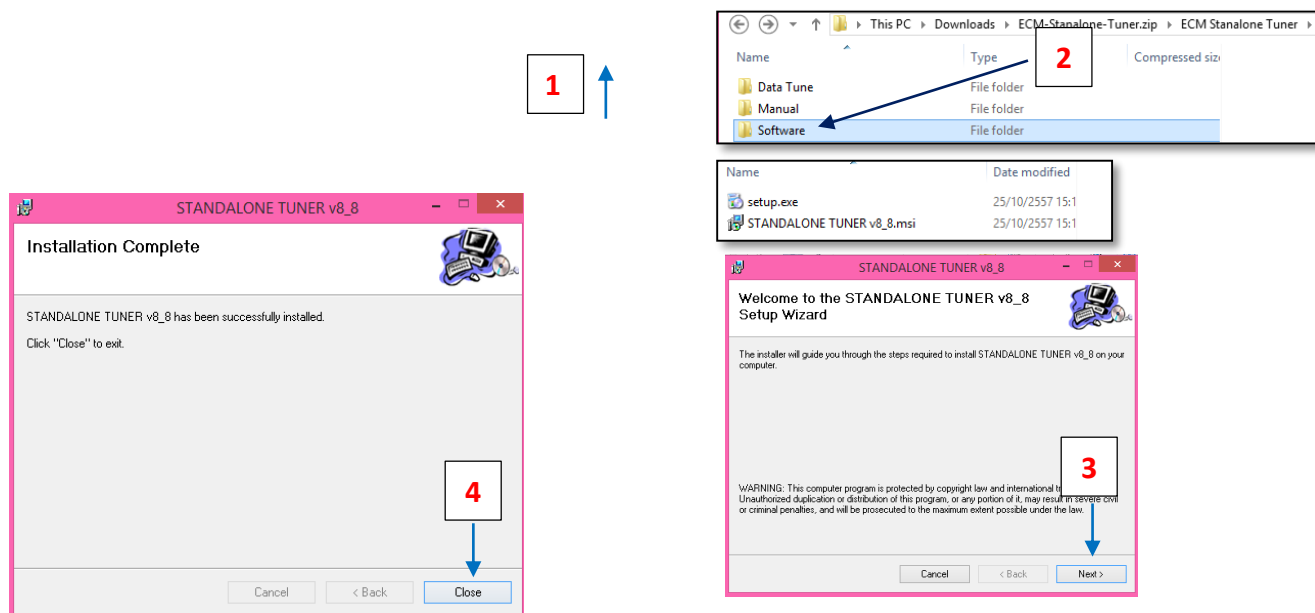 1
This PC Downloads ECM-Stanalone-Tuner.zip ECM Stanalone Tuner
2
Name Type Compressed
Data Tune File folder
Manual File folder
Software File folder
Name Date modified
setup.exe 25/10/2557 15:1
STANDALONE TUNER v8_8.msi 25/10/2557 15:1
STANDALONE TUNER v8_8
Welcome to the STANDALONE TUNER v8_8
Setup Wizard
The installer will guide you through the steps required to install STANDALONE TUNER v8_8 on your
computer.
3
WARNING: This computer program is protected by copyright law and international
Unauthorized duplication or distribution of this program, or any portion of it, may result in severe civil
or criminal penalties, and will be prosecuted to the maximum extent possible under the law.
Cancel < Back Next >
STANDALONE TUNER v8_8
Installation Complete
STANDALONE TUNER v8_8 has been successfully installed.
Click "Close" to exit.
4
Cancel < Back Close